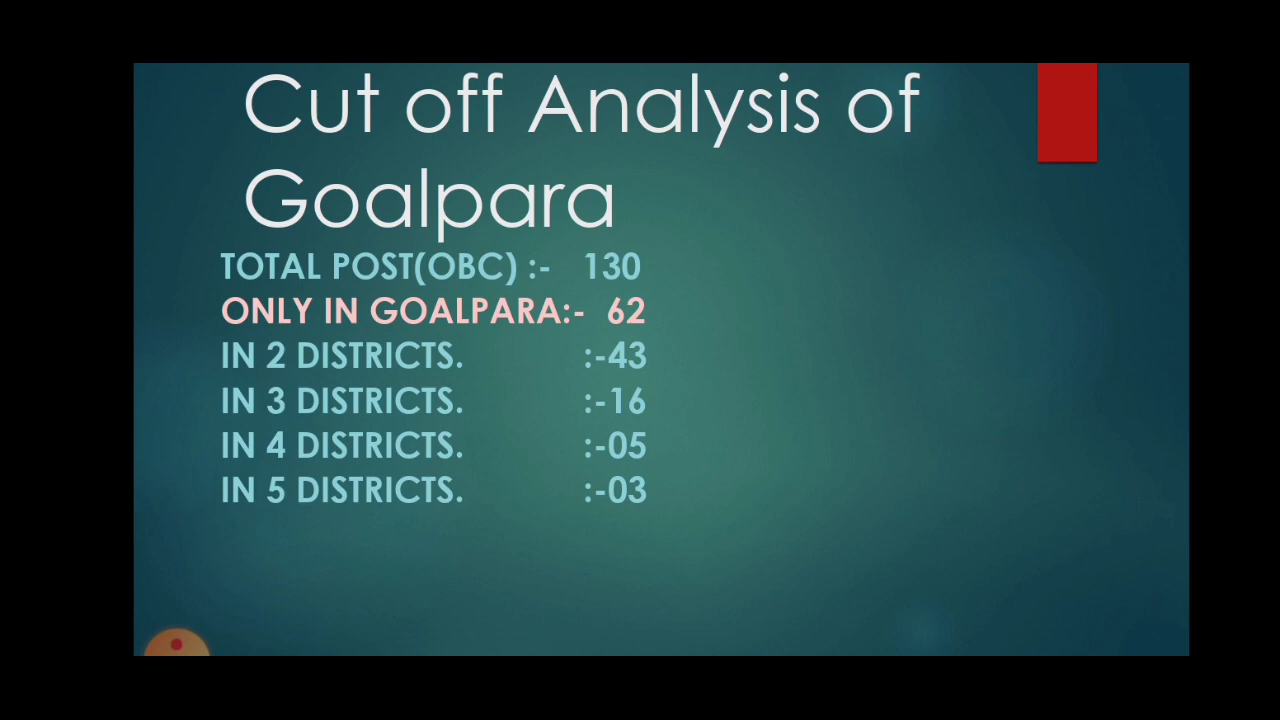 Cut off Analysis of
Goalpara
TOTAL POST(OBC) :- 130
ONLY IN GOALPARA:- 62
IN 2 DISTRICTS. :-43
IN 3 DISTRICTS. :-16
IN 4 DISTRICTS. :-05
IN 5 DISTRICTS. :-03